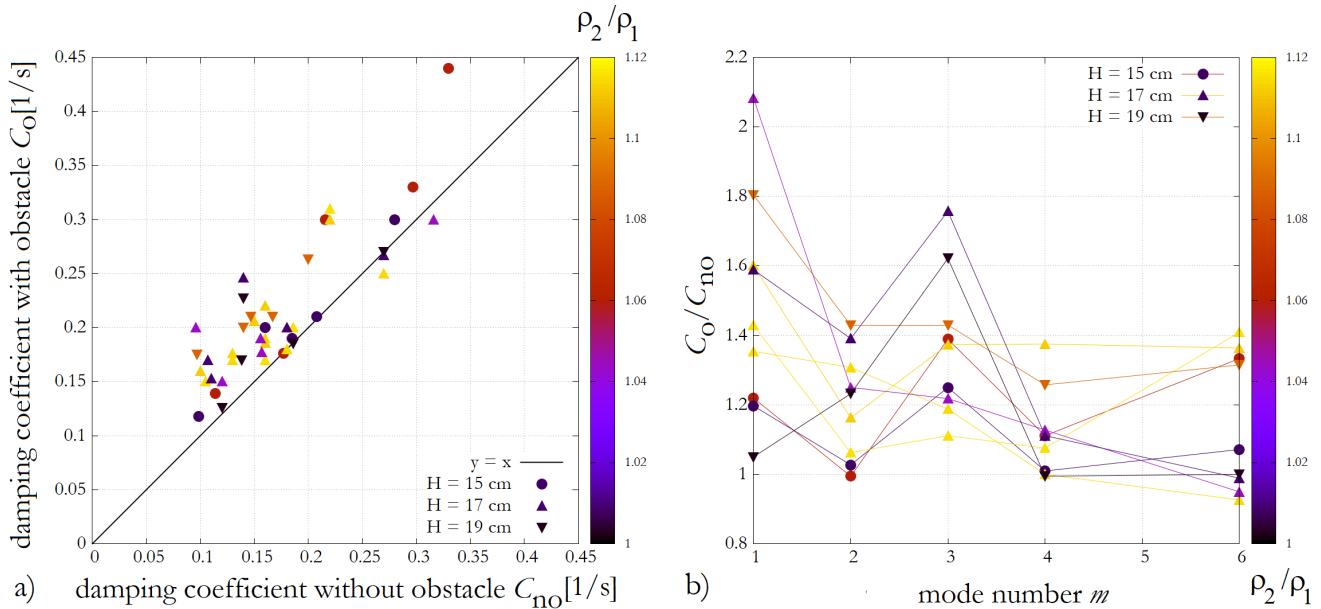 ρ2/ρ1
damping coefficient with obstacle Co[1/s]
0.45
0.4
0.35
0.3
0.25
0.2
0.15
0.1
0.05
0
0 0.05 0.1 0.15 0.2 0.25 0.3 0.35 0.4 0.45
y = x
H = 15 cm
H = 17 cm
H = 19 cm
1.12
1.1
1.08
1.06
1.04
1.02
1
a) damping coefficient without obstacle Cno[1/s]
Co/Cno
2.2
2
1.8
1.6
1.4
1.2
1
0.8
1 2 3 4 6
H = 15 cm
H = 17 cm
H = 19 cm
1.12
1.1
1.08
1.06
1.04
1.02
1
b) mode number m
ρ2/ρ1